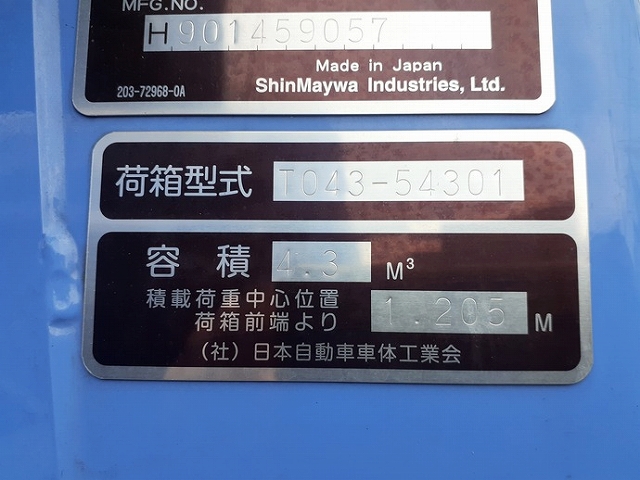 MFG.NO.
H901459057
Made in Japan
203-72968-0A
ShinMaywa Industries, Ltd.
荷箱型式 T043-54301
容積 4.3 M³
積載荷重中心位置
荷箱前端より 1.205 M
(社)日本自動車車体工業会